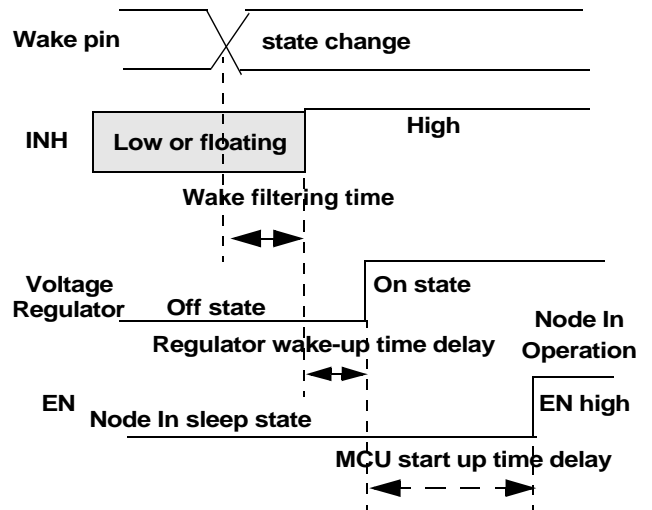 Wake pin
state change
INH
Low or floating
High
Wake filtering time
Voltage
Regulator
Off state
On state
Regulator wake-up time delay
Node In
Operation
EN
Node In sleep state
EN high
MCU start up time delay